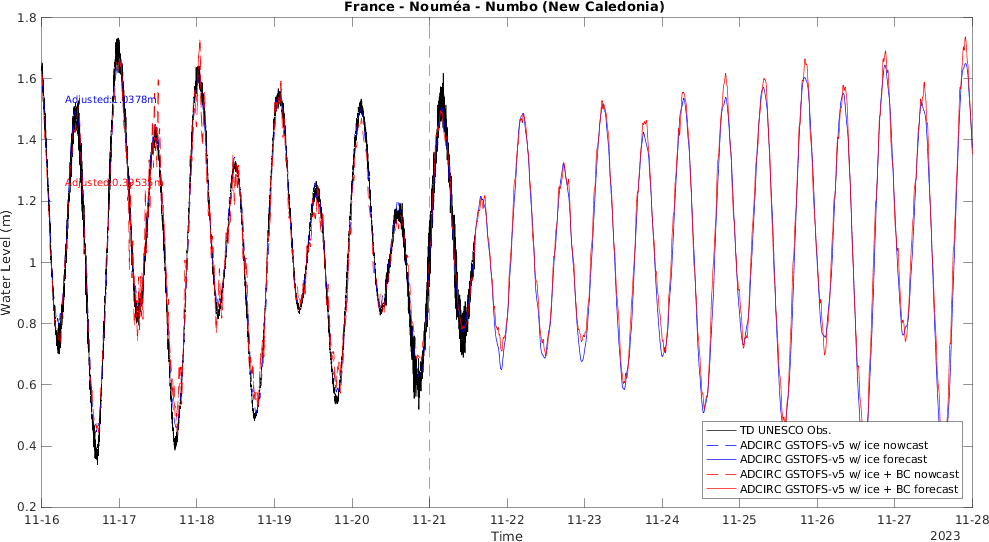 France - Nouméa - Numbo (New Caledonia)
1.8
1.6
1.4
1.2
1
0.8
0.6
0.4
0.2
Water Level (m)
Adjusted:1.0378m
Adjusted:0.39535m
TD UNESCO Obs.
ADCIRC GSTOFS-v5 w/ ice nowcast
ADCIRC GSTOFS-v5 w/ ice forecast
ADCIRC GSTOFS-v5 w/ ice + BC nowcast
ADCIRC GSTOFS-v5 w/ ice + BC forecast
11-16 11-17 11-18 11-19 11-20 11-21 11-22 11-23 11-24 11-25 11-26 11-27 11-28
Time
2023